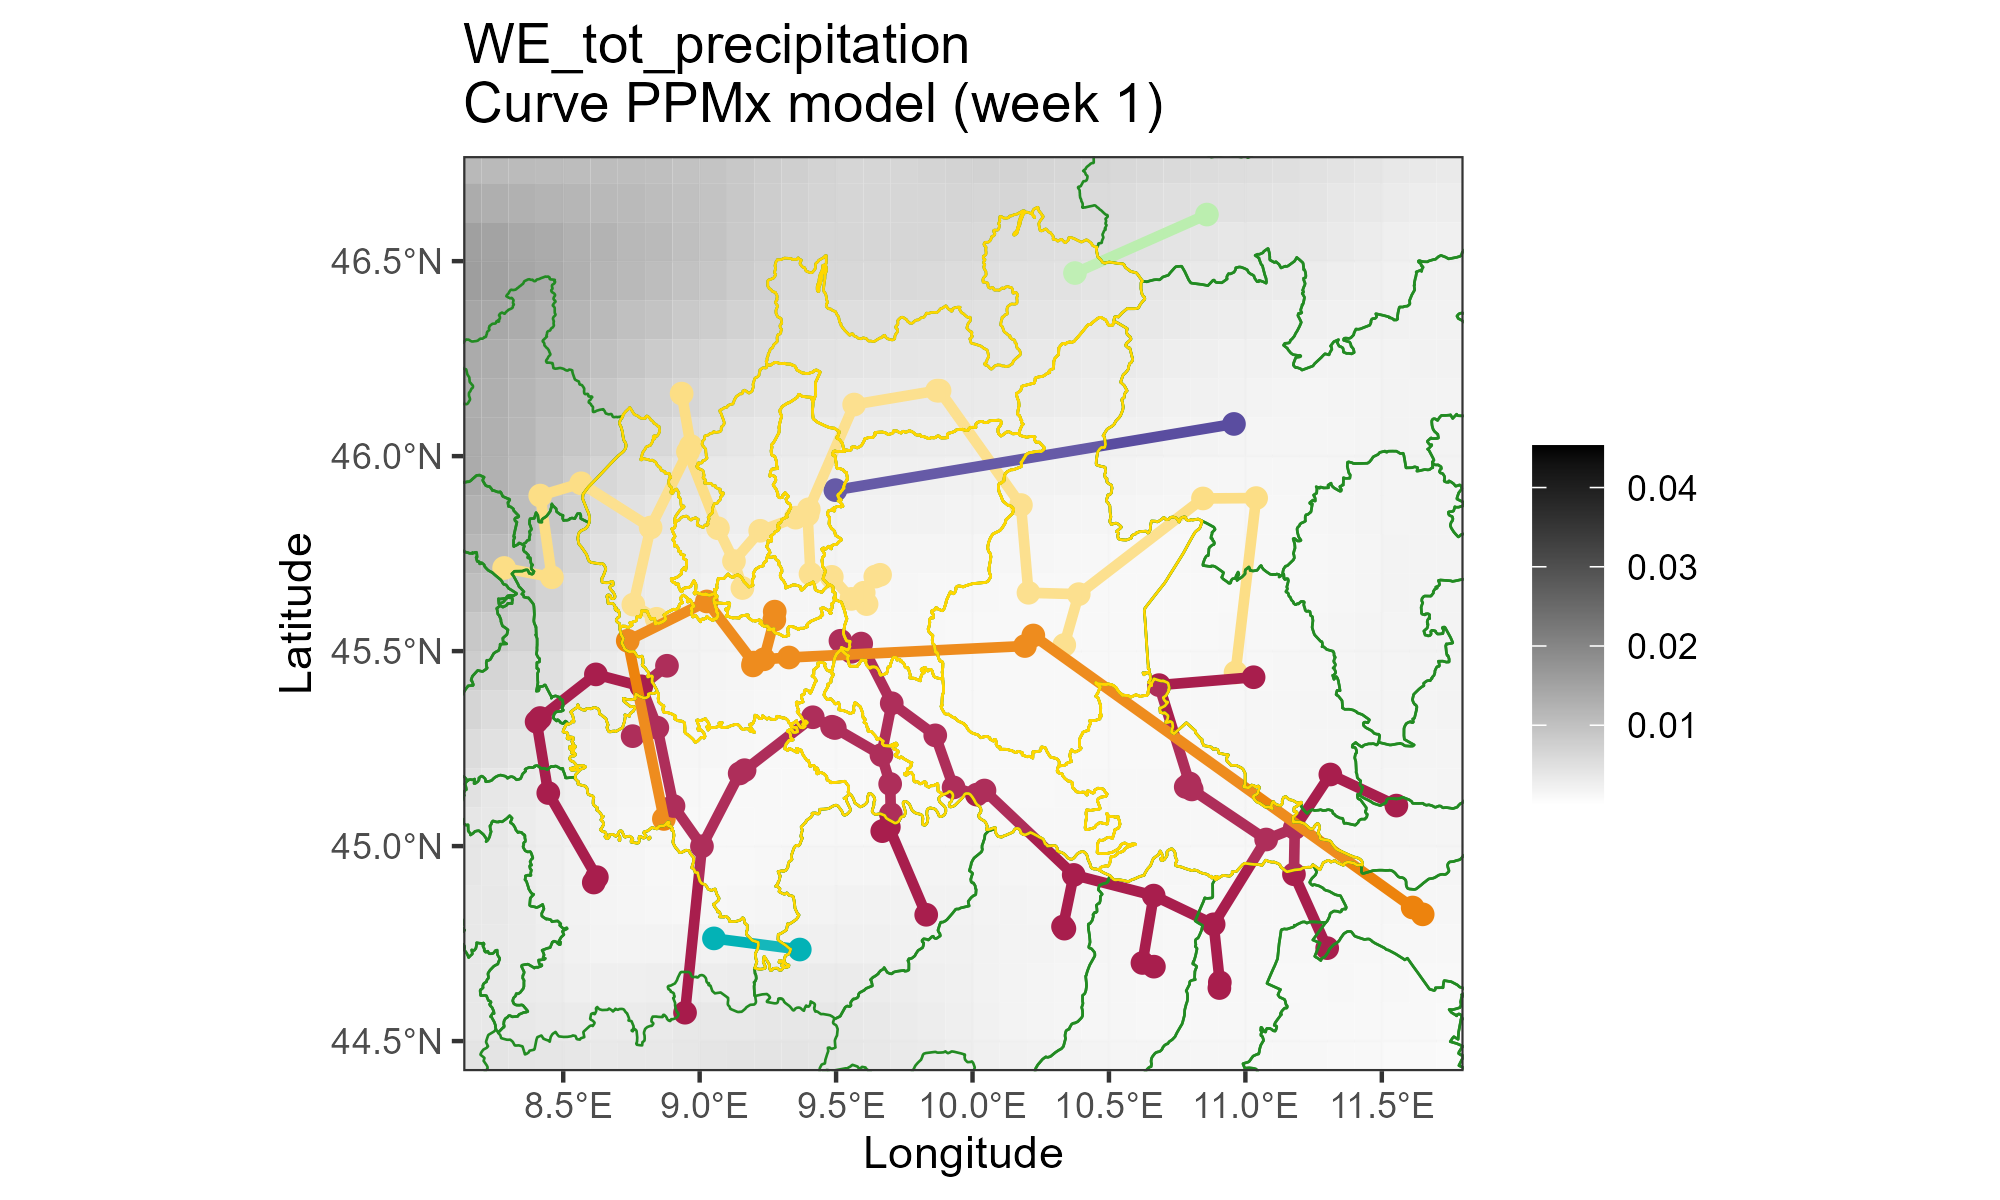 WE_tot_precipitation
Curve PPMx model (week 1)
46.5°N
46.0°N
45.5°N
45.0°N
44.5°N
Latitude
8.5°E
9.0°E
9.5°E
10.0°E
10.5°E
11.0°E
11.5°E
Longitude
0.04
0.03
0.02
0.01